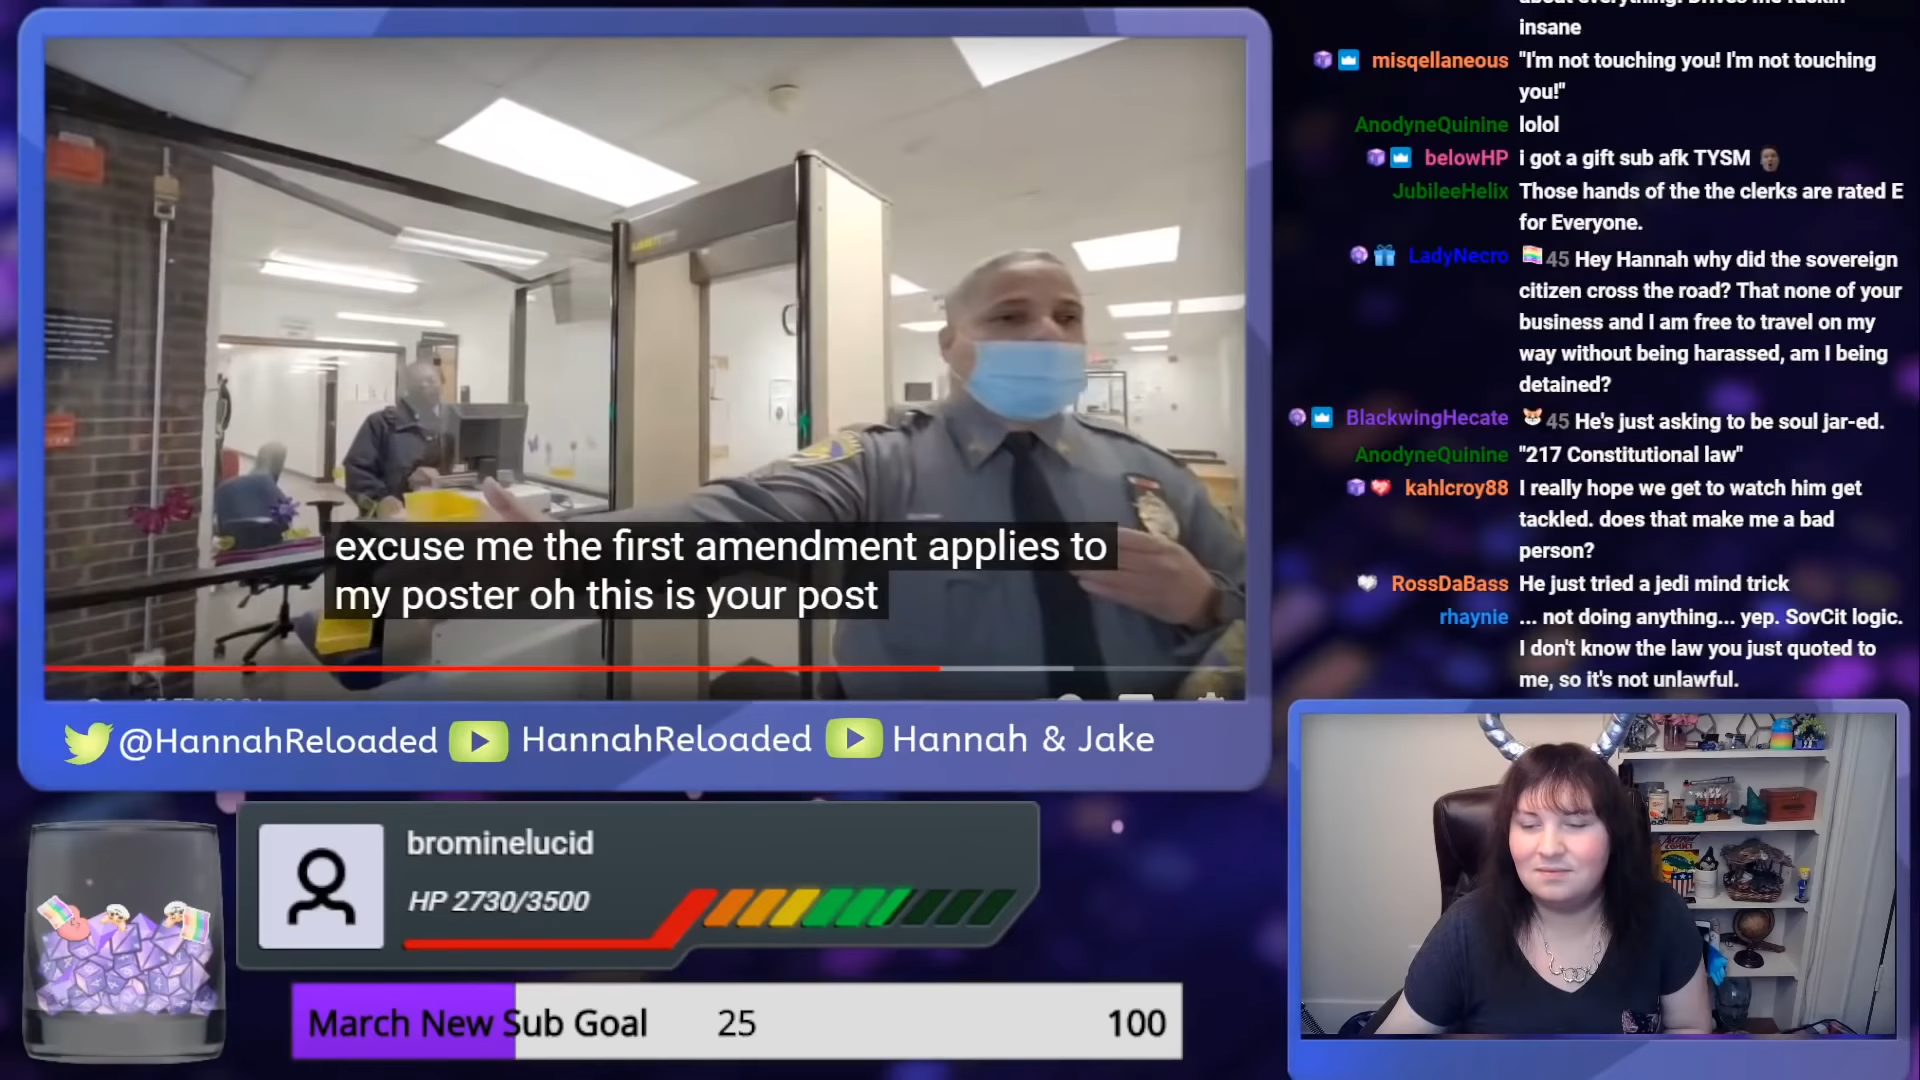 excuse me the first amendment applies to
my poster oh this is your post
@HannahReloaded HannahReloaded Hannah & Jake
brominelucid
HP 2730/3500
March New Sub Goal 25 100
insane
misqellaneous "I'm not touching you! I'm not touching
you!"
AnodyneQuinine lolol
belowHP i got a gift sub afk TYSM
JubileeHelix Those hands of the the clerks are rated E
for Everyone.
LadyNecro 45 Hey Hannah why did the sovereign
citizen cross the road? That none of your
business and I am free to travel on my
way without being harassed, am I being
detained?
BlackwingHecate 45 He's just asking to be soul jar-ed.
AnodyneQuinine "217 Constitutional law"
kahlcroy88 I really hope we get to watch him get
tackled. does that make me a bad
person?
RossDaBass He just tried a jedi mind trick
rhaynie ... not doing anything... yep. SovCit logic.
I don't know the law you just quoted to
me, so it's not unlawful.